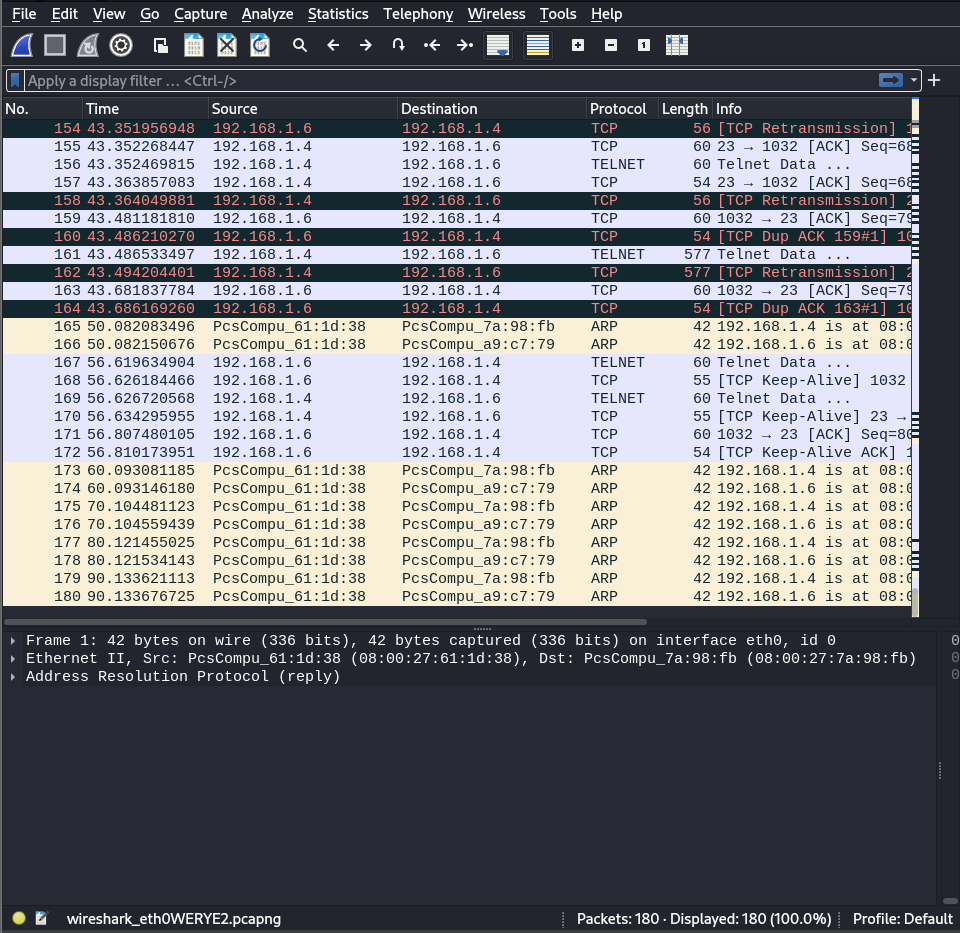 File Edit View Go Capture Analyze Statistics Telephony Wireless Tools Help
Apply a display filter ... <Ctrl-/>
No. Time Source Destination Protocol Length Info
154 43.351956948 192.168.1.6 192.168.1.4 TCP 56 [TCP Retransmission]
155 43.352268447 192.168.1.4 192.168.1.6 TCP 60 23 → 1032 [ACK] Seq=68
156 43.352469815 192.168.1.4 192.168.1.6 TELNET 60 Telnet Data ...
157 43.363857083 192.168.1.4 192.168.1.6 TCP 54 23 → 1032 [ACK] Seq=68
158 43.364049881 192.168.1.4 192.168.1.6 TCP 56 [TCP Retransmission]
159 43.481181810 192.168.1.6 192.168.1.4 TCP 60 1032 → 23 [ACK] Seq=79
160 43.486210270 192.168.1.6 192.168.1.4 TCP 54 [TCP Dup ACK 159#1] 10
161 43.486533497 192.168.1.4 192.168.1.6 TELNET 577 Telnet Data ...
162 43.494204401 192.168.1.4 192.168.1.6 TCP 577 [TCP Retransmission]
163 43.681837784 192.168.1.6 192.168.1.4 TCP 60 1032 → 23 [ACK] Seq=79
164 43.686169260 192.168.1.6 192.168.1.4 TCP 54 [TCP Dup ACK 163#1] 10
165 50.082083496 PcsCompu_61:1d:38 PcsCompu_7a:98:fb ARP 42 192.168.1.4 is at 08:0
166 50.082150676 PcsCompu_61:1d:38 PcsCompu_a9:c7:79 ARP 42 192.168.1.6 is at 08:0
167 56.619634904 192.168.1.6 192.168.1.4 TELNET 60 Telnet Data ...
168 56.626184466 192.168.1.6 192.168.1.4 TCP 55 [TCP Keep-Alive] 1032
169 56.626720568 192.168.1.4 192.168.1.6 TELNET 60 Telnet Data ...
170 56.634295955 192.168.1.4 192.168.1.6 TCP 55 [TCP Keep-Alive] 23 →
171 56.807480105 192.168.1.6 192.168.1.4 TCP 60 1032 → 23 [ACK] Seq=80
172 56.810173951 192.168.1.6 192.168.1.4 TCP 54 [TCP Keep-Alive ACK] 1
173 60.093081185 PcsCompu_61:1d:38 PcsCompu_7a:98:fb ARP 42 192.168.1.4 is at 08:0
174 60.093146180 PcsCompu_61:1d:38 PcsCompu_a9:c7:79 ARP 42 192.168.1.6 is at 08:0
175 70.104481123 PcsCompu_61:1d:38 PcsCompu_7a:98:fb ARP 42 192.168.1.4 is at 08:0
176 70.104559439 PcsCompu_61:1d:38 PcsCompu_a9:c7:79 ARP 42 192.168.1.6 is at 08:0
177 80.121455025 PcsCompu_61:1d:38 PcsCompu_7a:98:fb ARP 42 192.168.1.4 is at 08:0
178 80.121534143 PcsCompu_61:1d:38 PcsCompu_a9:c7:79 ARP 42 192.168.1.6 is at 08:0
179 90.133621113 PcsCompu_61:1d:38 PcsCompu_7a:98:fb ARP 42 192.168.1.4 is at 08:0
180 90.133676725 PcsCompu_61:1d:38 PcsCompu_a9:c7:79 ARP 42 192.168.1.6 is at 08:0
Frame 1: 42 bytes on wire (336 bits), 42 bytes captured (336 bits) on interface eth0, id 0
Ethernet II, Src: PcsCompu_61:1d:38 (08:00:27:61:1d:38), Dst: PcsCompu_7a:98:fb (08:00:27:7a:98:fb)
Address Resolution Protocol (reply)
wireshark_eth0WERYE2.pcapng Packets: 180 · Displayed: 180 (100.0%) Profile: Default